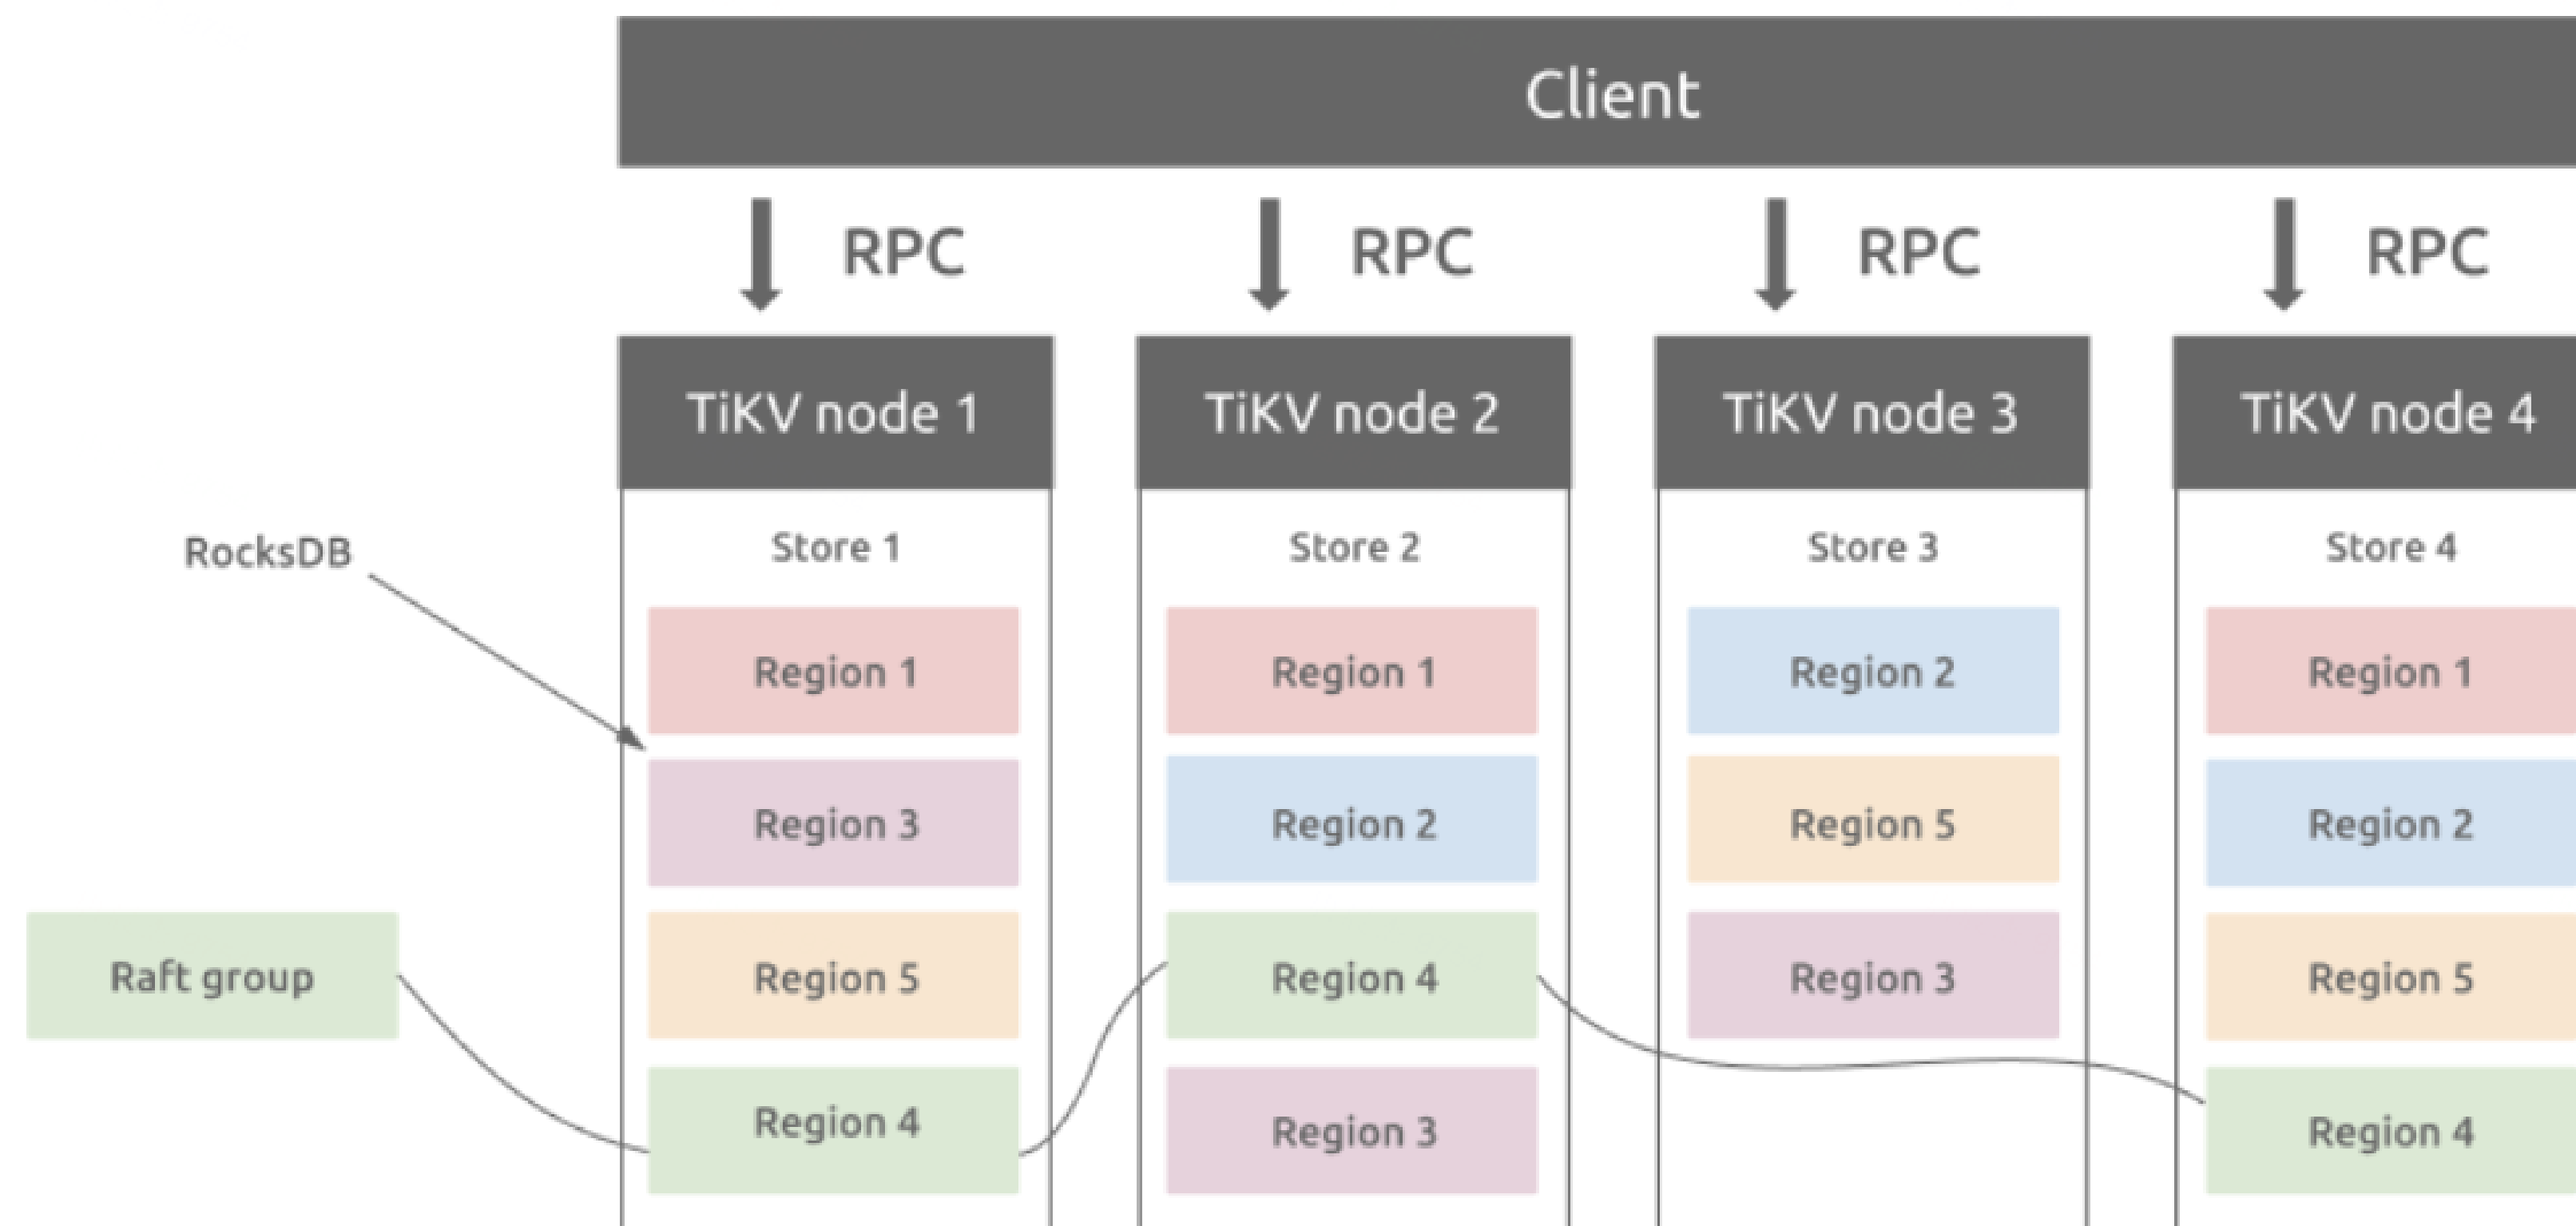 Client
RPC RPC RPC RPC
TiKV node 1 TiKV node 2 TiKV node 3 TiKV node 4
RocksDB Store 1 Store 2 Store 3 Store 4
Region 1 Region 1 Region 2 Region 1
Region 3 Region 2 Region 5 Region 2
Raft group Region 5 Region 4 Region 3 Region 5
Region 4 Region 3 Region 4